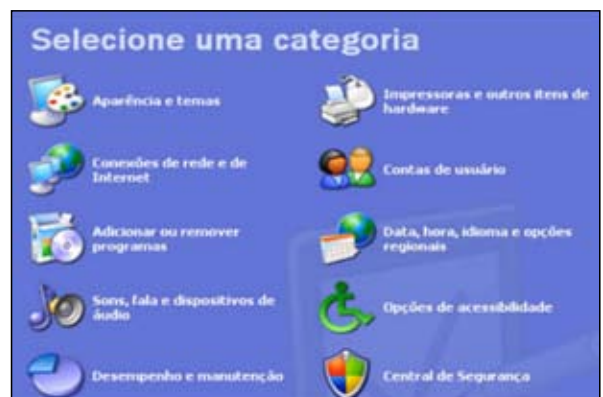 Selecione uma categoria
Aparência e temas
Impressoras e outros itens de
hardware
Conexões de rede e de
Internet
Contas de usuário
Adicionar ou remover
programas
Data, hora, idioma e opções
regionais
Sons, fala e dispositivos de
áudio
Opções de acessibilidade
Desempenho e manutenção
Central de Segurança